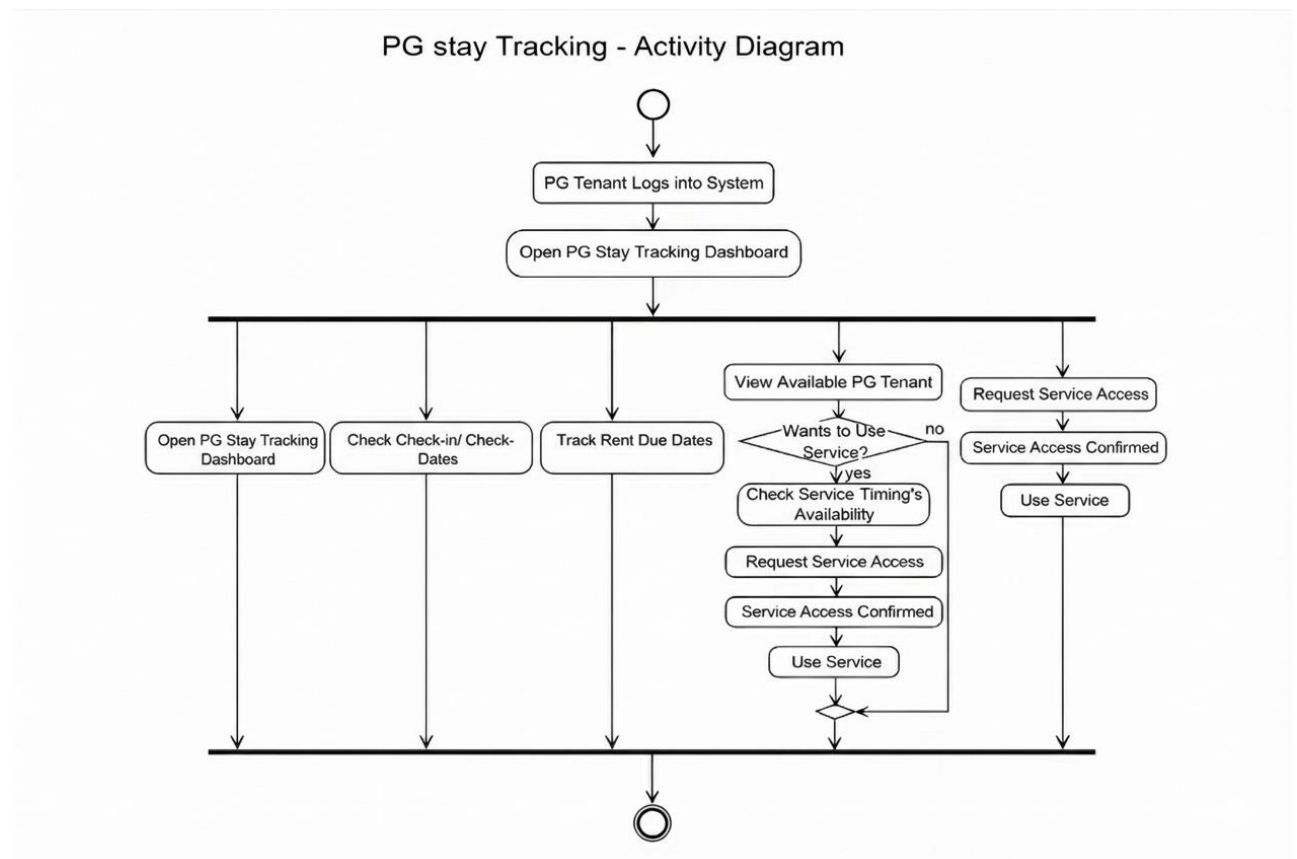 PG stay Tracking - Activity Diagram
PG Tenant Logs into System
Open PG Stay Tracking Dashboard
Open PG Stay Tracking
Dashboard
Check Check-in/ Check-
Dates
Track Rent Due Dates
View Available PG Tenant
Wants to Use
Service?
no
yes
Check Service Timing's
Availability
Request Service Access
Service Access Confirmed
Use Service
Request Service Access
Service Access Confirmed
Use Service